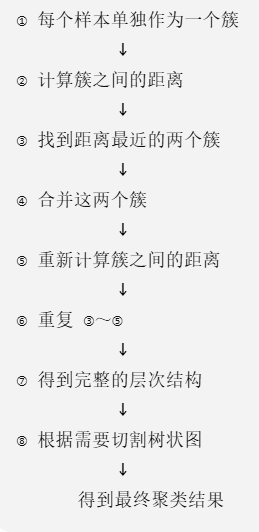 ① 每个样本单独作为一个簇
↓
② 计算簇之间的距离
↓
③ 找到距离最近的两个簇
↓
④ 合并这两个簇
↓
⑤ 重新计算簇之间的距离
↓
⑥ 重复 ③～⑤
↓
⑦ 得到完整的层次结构
↓
⑧ 根据需要切割树状图
↓
得到最终聚类结果